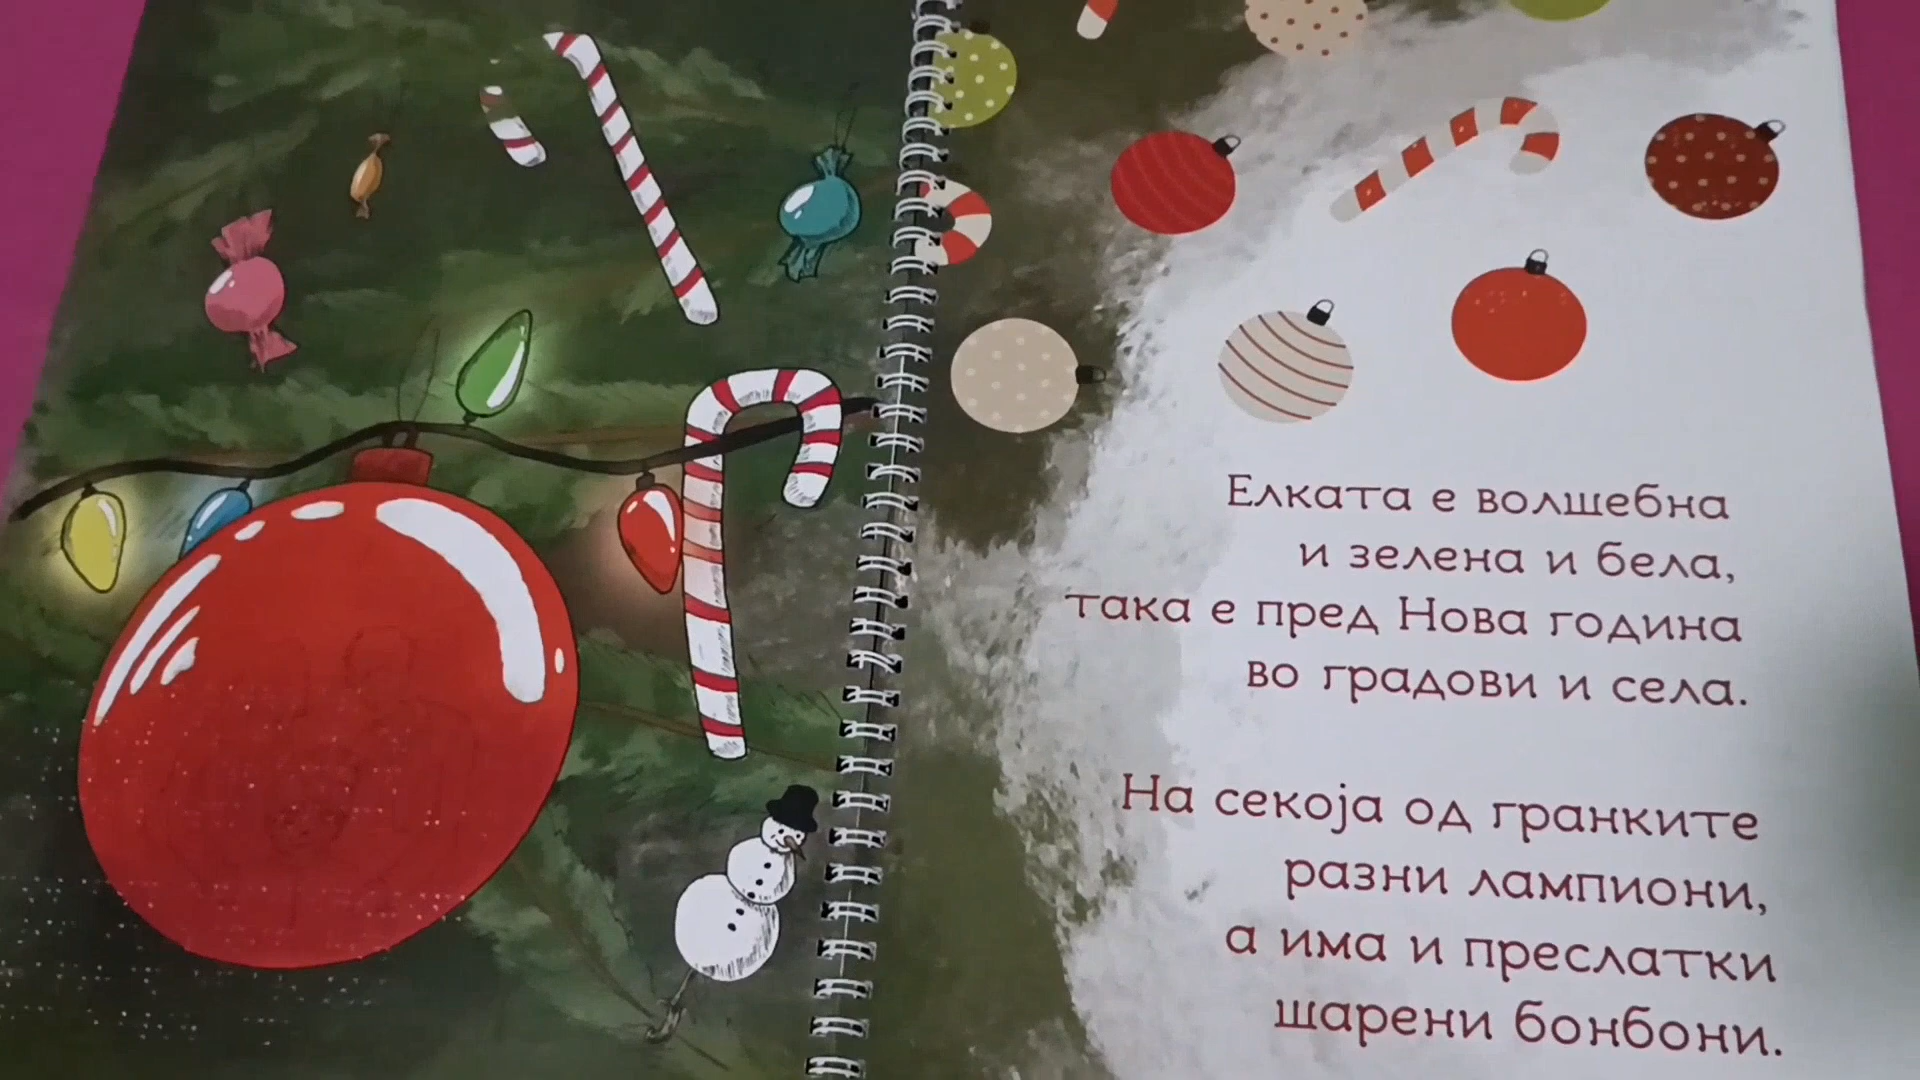 Елката е волшебна
и зелена и бела,
така е пред Нова година
во градови и села.
На секоја од гранките
разни лампиони,
а има и преслатки
шарени бонбони.